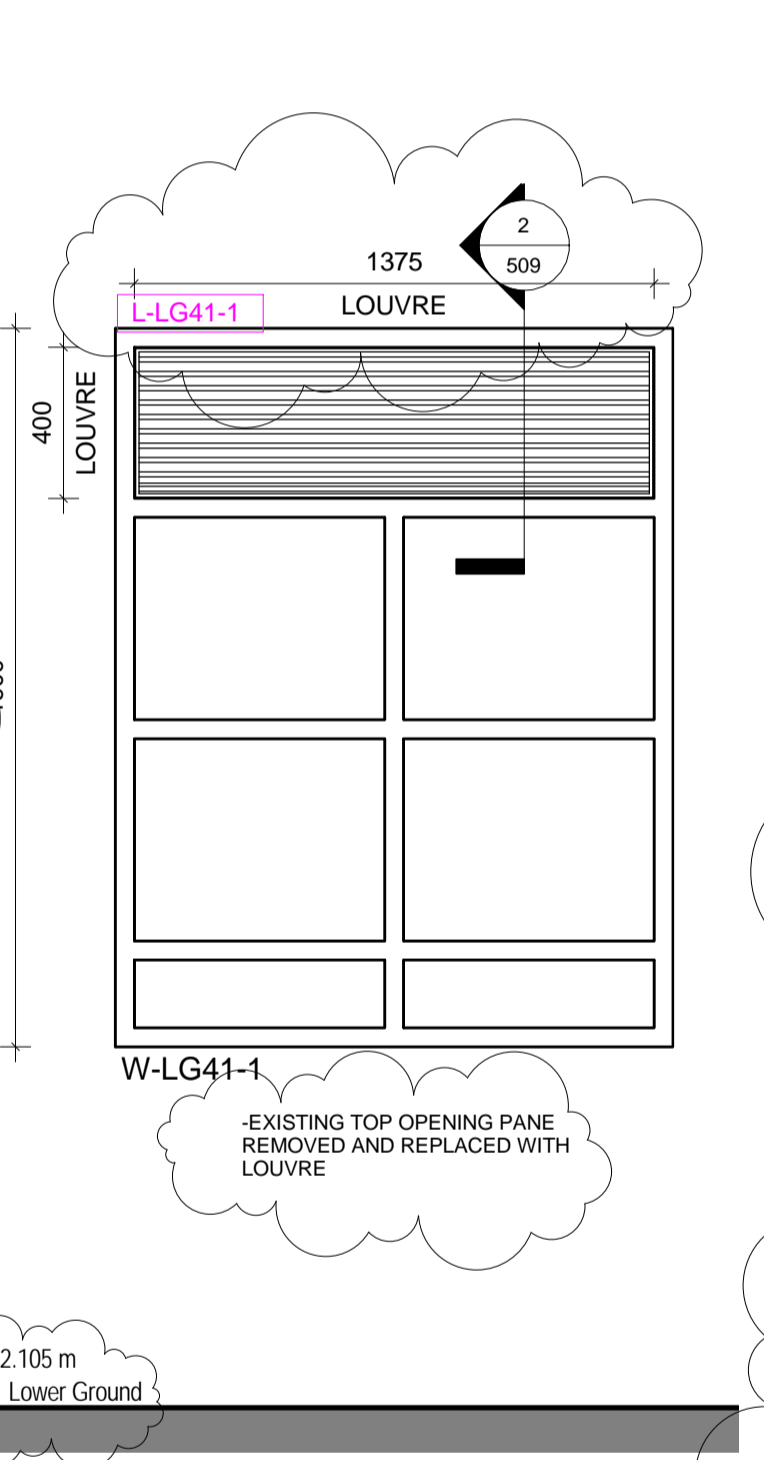 2
509
1375
LOUVRE
L-LG41-1
400
LOUVRE
W-LG41-1
-EXISTING TOP OPENING PANE
REMOVED AND REPLACED WITH
LOUVRE
2.105 m
Lower Ground